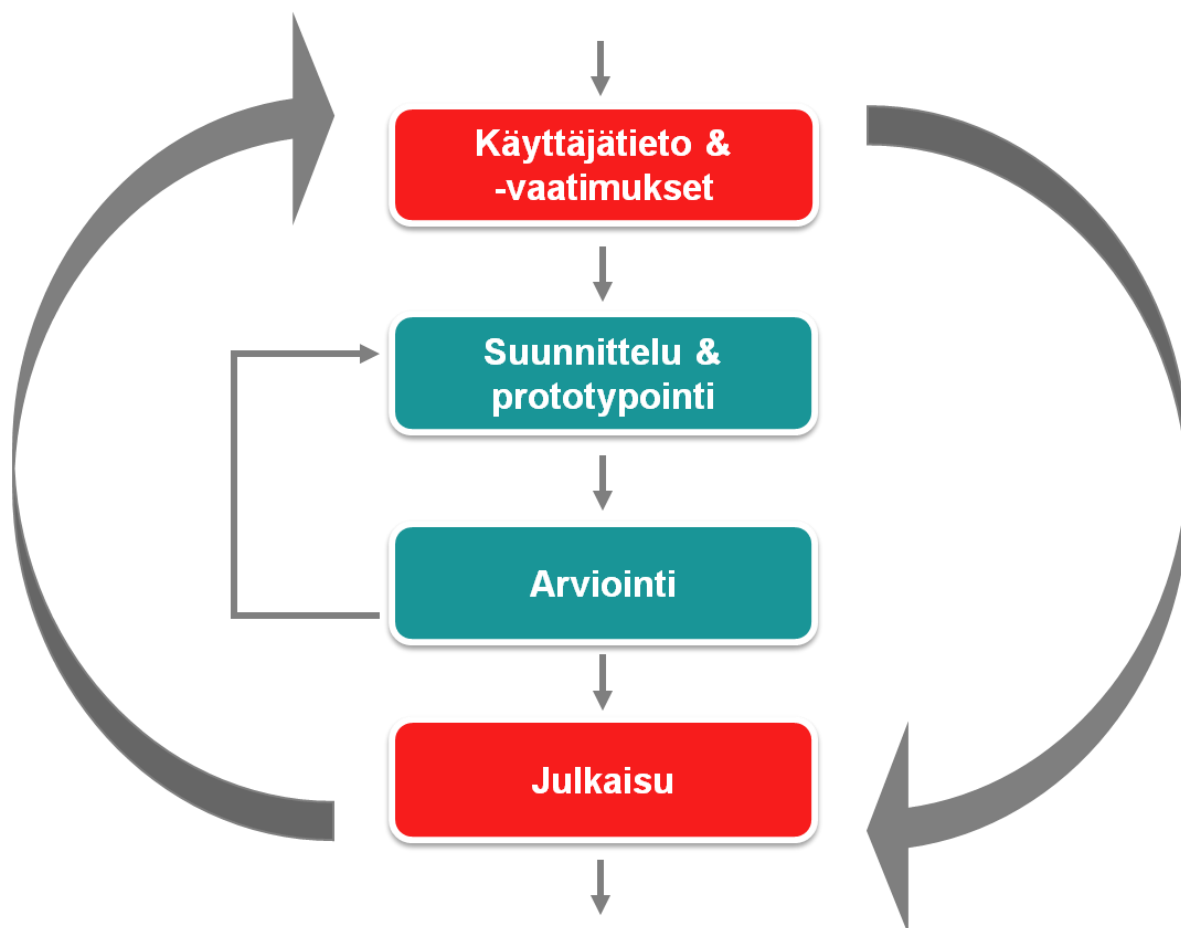 Käyttäjätieto &
-vaatimukset
Suunnittelu &
prototypointi
Arviointi
Julkaisu